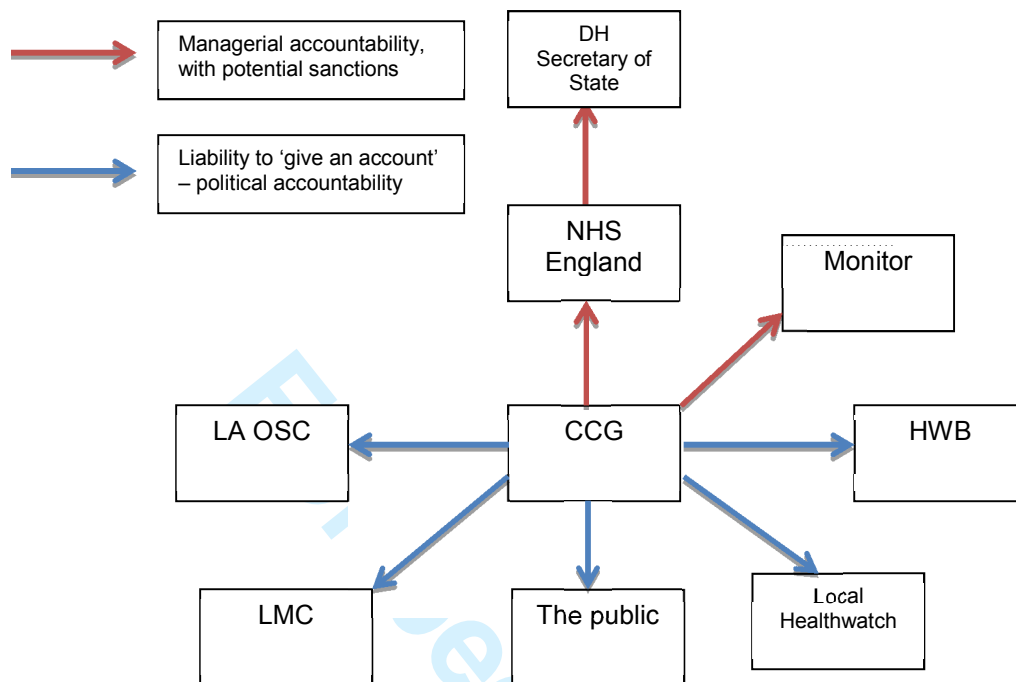 Managerial accountability,
with potential sanctions
DH
Secretary of
State
Liability to ‘give an account’
– political accountability
NHS
England
Monitor
LA OSC
CCG
HWB
LMC
The public
Local
Healthwatch